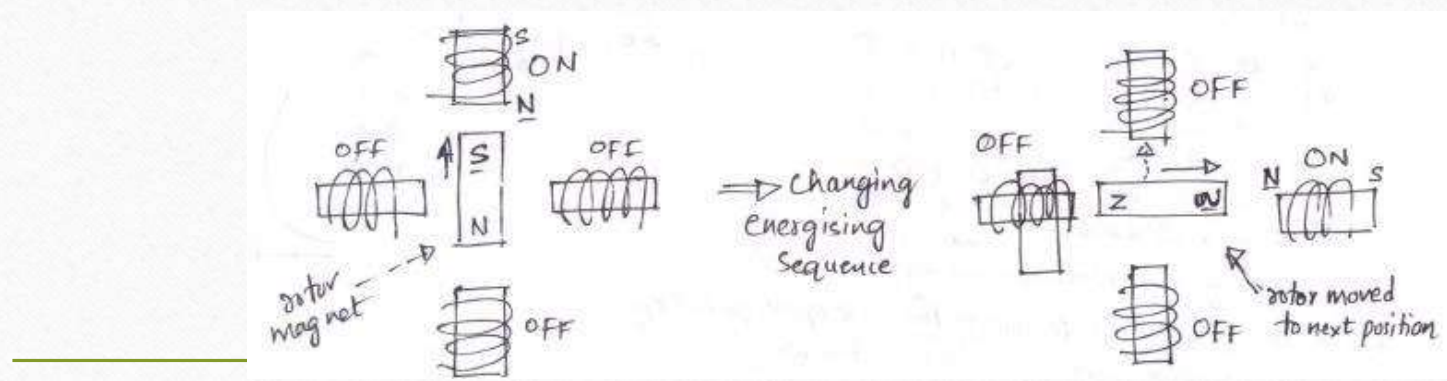 S
ON
N
OFF
S
N
OFF
rotor
magnet
OFF
⇒ Changing
Energising
Sequence
OFF
OFF
Z
N
ON
N
S
OFF
rotor moved
to next position